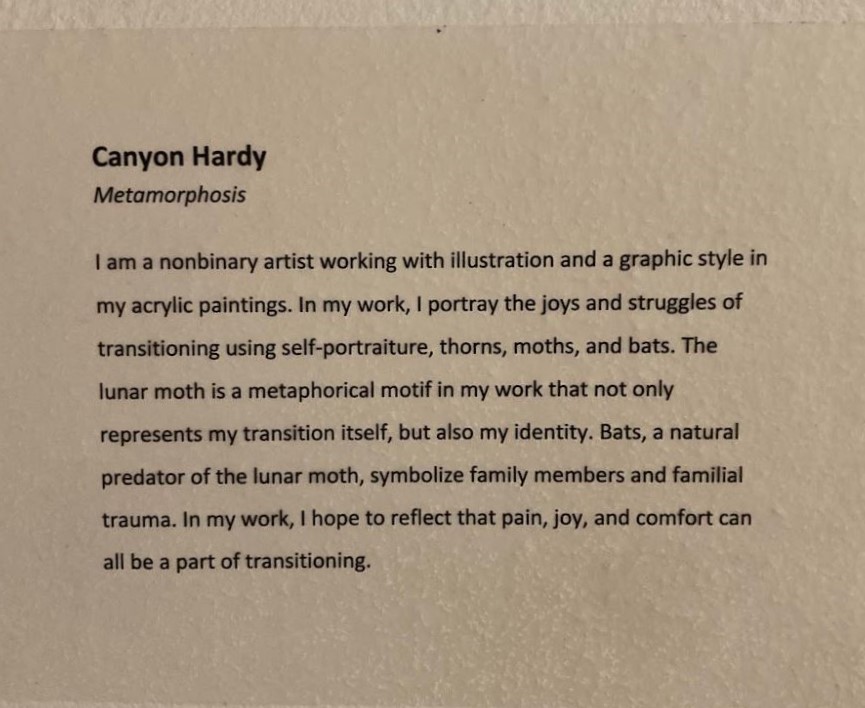 Canyon Hardy
Metamorphosis
I am a nonbinary artist working with illustration and a graphic style in
my acrylic paintings. In my work, I portray the joys and struggles of
transitioning using self-portraiture, thorns, moths, and bats. The
lunar moth is a metaphorical motif in my work that not only
represents my transition itself, but also my identity. Bats, a natural
predator of the lunar moth, symbolize family members and familial
trauma. In my work, I hope to reflect that pain, joy, and comfort can
all be a part of transitioning.